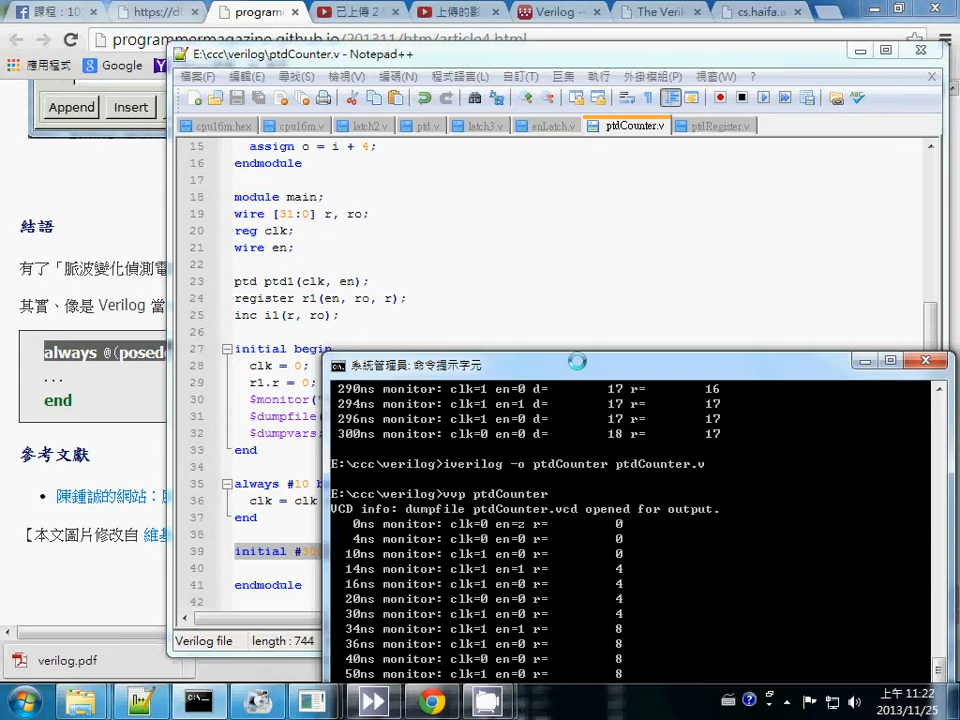 課程：10
https://dl
program
已上傳 2
上傳的影
Verilog --
The Veril
cs.haifa.a
programmermagazine.github.io/201311/htm/article4.html
應用程式
Google
E:\ccc\verilog\ptdCounter.v - Notepad++
檔案(F) 編輯(E) 尋找(S) 檢視(V) 編碼(N) 程式語言(L) 自訂(T) 巨集 執行 外掛模組(P) 視窗(W) ? X
cpu16m.hex cpu16m.v latch2.v ptd.v latch3.v enLatch.v ptdCounter.v ptdRegister.v
Append Insert
15 assign o = i + 4;
16 endmodule
17
18 module main;
19 wire [31:0] r, ro;
20 reg clk;
21 wire en;
22
23 ptd ptd1(clk, en);
24 register r1(en, ro, r);
25 inc i1(r, ro);
26
27 initial begin
28 clk = 0;
29 r1.r = 0;
30 $monitor("
31 $dumpfile(
32 $dumpvars;
33 end
34
35 always #10 b
36 clk = clk
37 end
38
39 initial #300
40
41 endmodule
42
Verilog file length : 744
結語
有了「脈波變化偵測電
其實、像是 Verilog 當
always @(posed
...
end
參考文獻
陳鍾誠的網站：
【本文圖片修改自 維基
verilog.pdf
系統管理員: 命令提示字元
290ns monitor: clk=1 en=0 d= 17 r= 16
294ns monitor: clk=1 en=1 d= 17 r= 17
296ns monitor: clk=1 en=0 d= 17 r= 17
300ns monitor: clk=0 en=0 d= 18 r= 17
E:\ccc\verilog>iverilog -o ptdCounter ptdCounter.v
E:\ccc\verilog>vvp ptdCounter
VCD info: dumpfile ptdCounter.vcd opened for output.
0ns monitor: clk=0 en=z r= 0
4ns monitor: clk=0 en=0 r= 0
10ns monitor: clk=1 en=0 r= 0
14ns monitor: clk=1 en=1 r= 4
16ns monitor: clk=1 en=0 r= 4
20ns monitor: clk=0 en=0 r= 4
30ns monitor: clk=1 en=0 r= 4
34ns monitor: clk=1 en=1 r= 8
36ns monitor: clk=1 en=0 r= 8
40ns monitor: clk=0 en=0 r= 8
50ns monitor: clk=1 en=0 r= 8
上午 11:22
2013/11/25